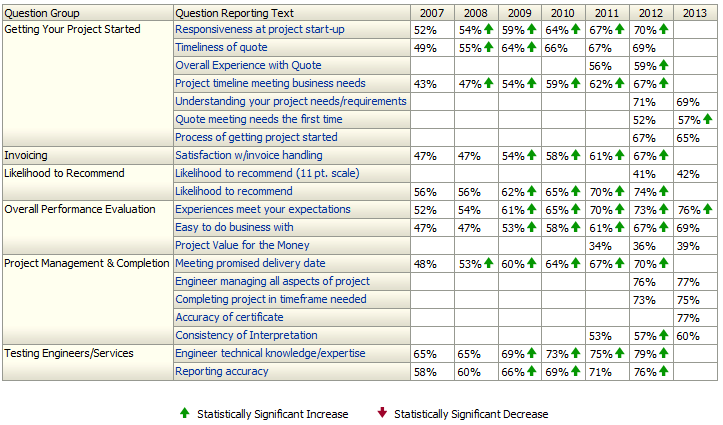 Question Group Question Reporting Text 2007 2008 2009 2010 2011 2012 2013
Getting Your Project Started Responsiveness at project start-up 52% 54% 59% 64% 67% 70%
Timeliness of quote 49% 55% 64% 66% 67% 69%
Overall Experience with Quote 56% 59%
Project timeline meeting business needs 43% 47% 54% 59% 62% 67%
Understanding your project needs/requirements 71% 69%
Quote meeting needs the first time 52% 57%
Process of getting project started 67% 65%
Invoicing Satisfaction w/invoice handling 47% 47% 54% 58% 61% 67%
Likelihood to Recommend Likelihood to recommend (11 pt. scale) 41% 42%
Likelihood to recommend 56% 56% 62% 65% 70% 74%
Overall Performance Evaluation Experiences meet your expectations 52% 54% 61% 65% 70% 73% 76%
Easy to do business with 47% 47% 53% 58% 61% 67% 69%
Project Value for the Money 34% 36% 39%
Project Management & Completion Meeting promised delivery date 48% 53% 60% 64% 67% 70%
Engineer managing all aspects of project 76% 77%
Completing project in timeframe needed 73% 75%
Accuracy of certificate 77%
Consistency of Interpretation 53% 57% 60%
Testing Engineers/Services Engineer technical knowledge/expertise 65% 65% 69% 73% 75% 79%
Reporting accuracy 58% 60% 66% 69% 71% 76%
Statistically Significant Increase Statistically Significant Decrease